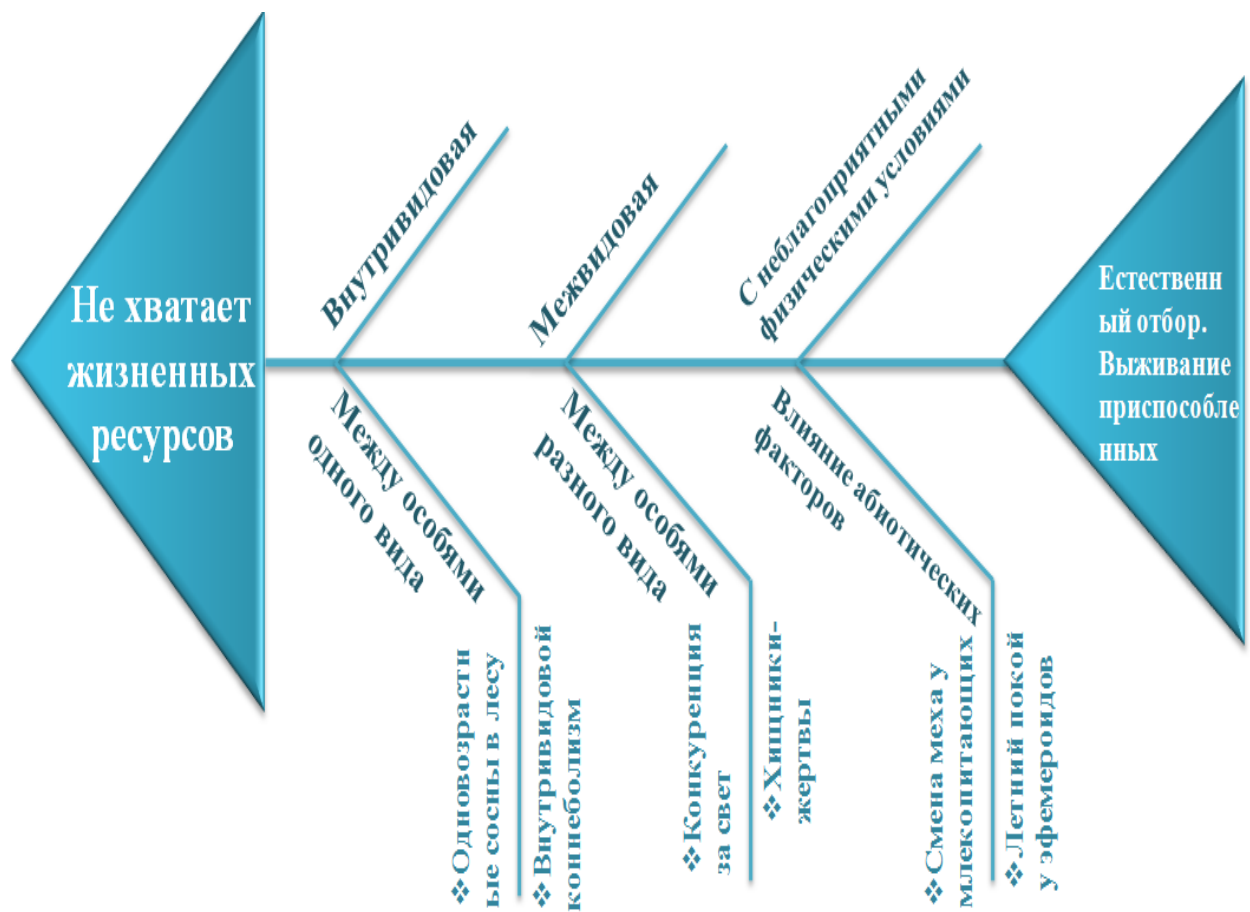 Не хватает
жизненных
ресурсов
Внутривидовая
Межвидовая
С неблагоприятными
физическими условиями
Между особями
одного вида
Между особями
разного вида
Влияние абиотических
факторов
❖Одновозрастн
ые сосны в лесу
❖Внутривидовой
коннеболизм
❖Конкуренция
за свет
❖Хищники-
жертвы
❖Смена меха у
млекопитающих
❖Летний покой
у эфемероидов
Естественн
ый отбор.
Выживание
приспособле
нных